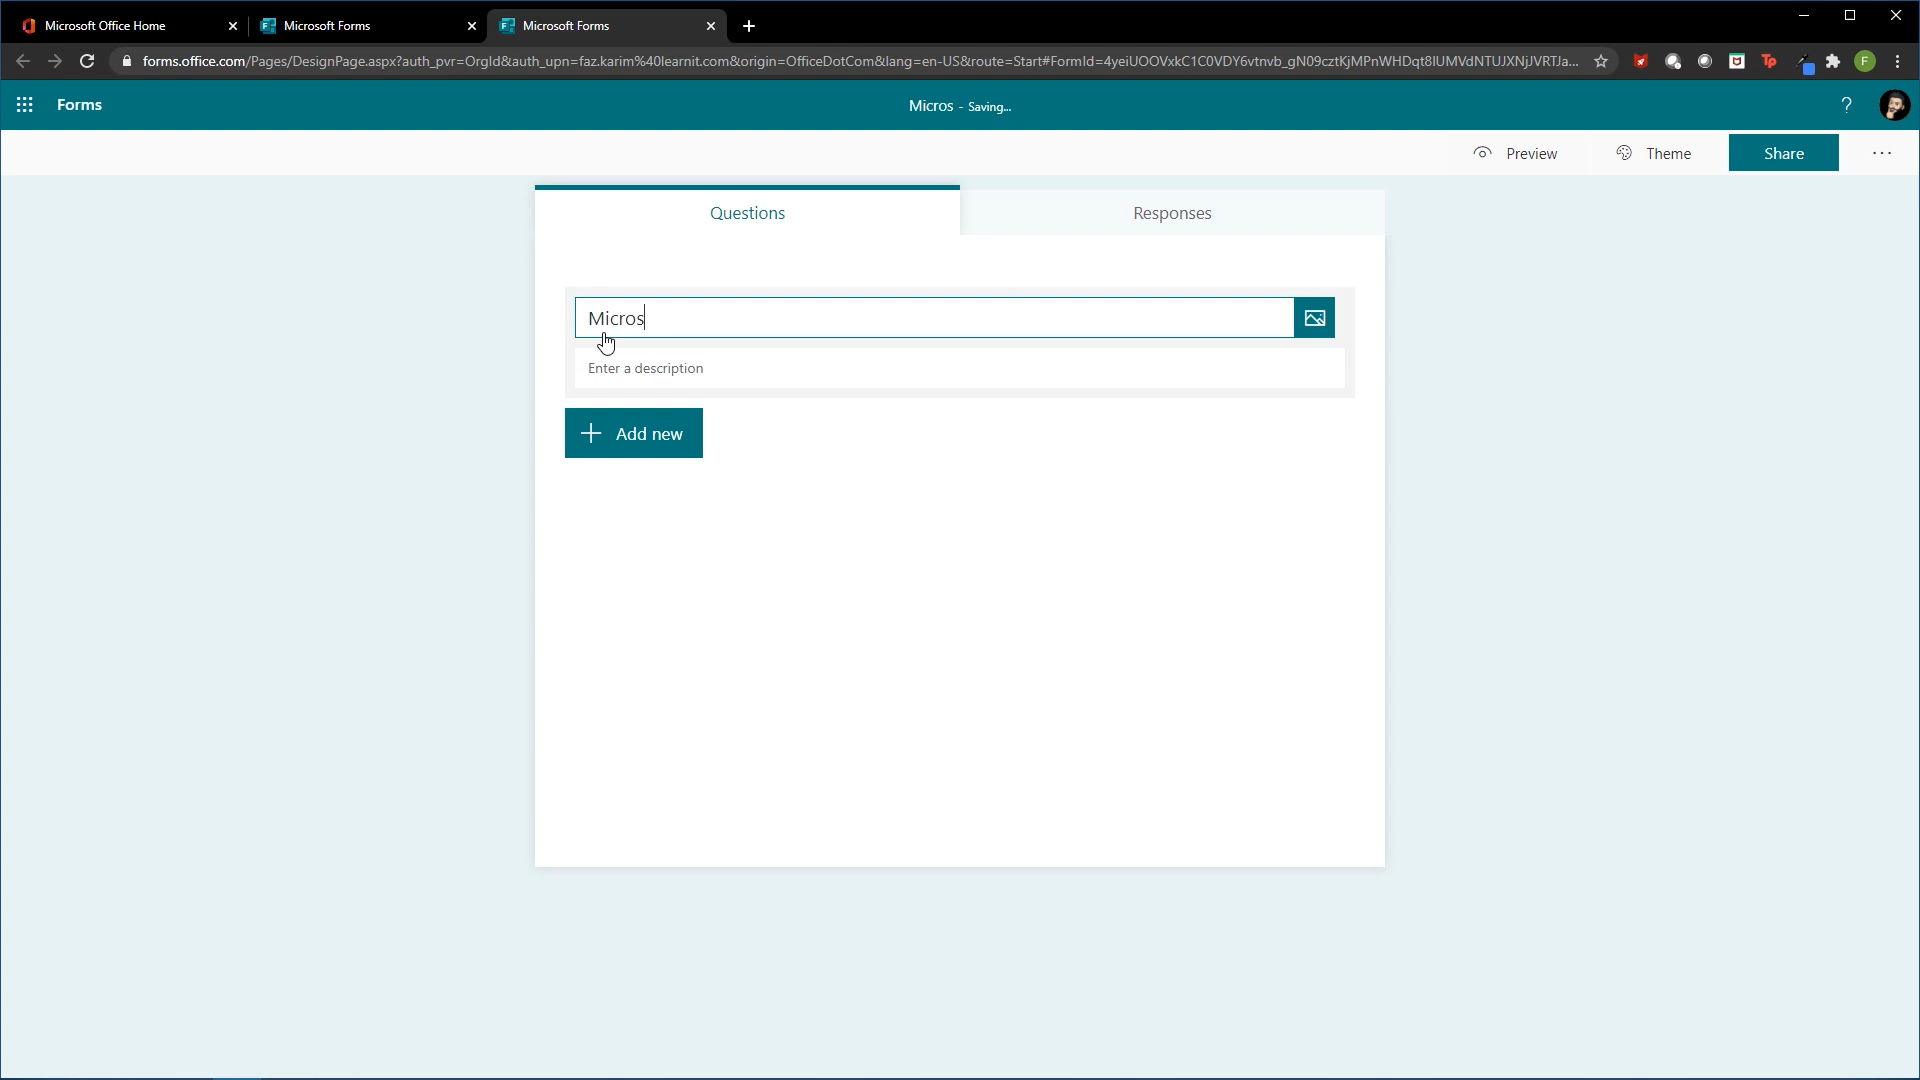 Microsoft Office Home
Microsoft Forms
Microsoft Forms
forms.office.com/Pages/DesignPage.aspx?auth_pvr=OrgId&auth_upn=faz.karim%40learnit.com&origin=OfficeDotCom&lang=en-US&route=Start#FormId=4yeiUOOVxkC1C0VDY6vtnvb_gN09cztKjMPnWHDqt8lUMVdNTUJXNjJVRTJa...
F
Forms
Micros - Saving...
?
Preview
Theme
Share
Questions
Responses
Micros
Enter a description
Add new